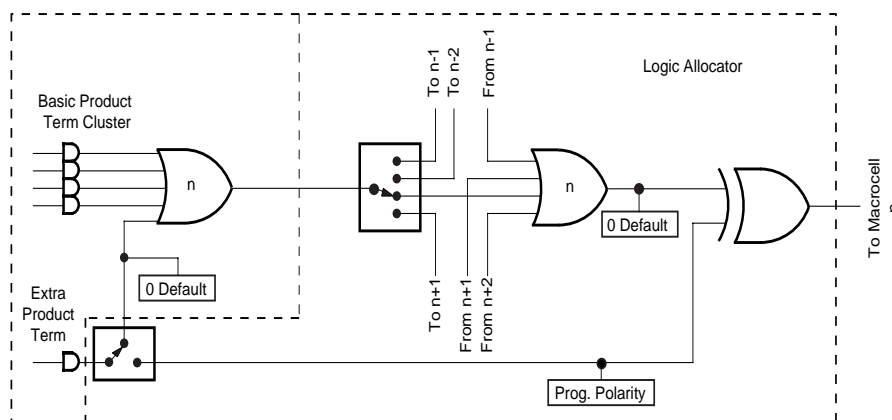 To n-1
To n-2
From n-1
Logic Allocator
Basic Product
Term Cluster
n
n
0 Default
To Macrocell
n
0 Default
Extra
Product
Term
To n+1
From n+1
From n+2
Prog. Polarity